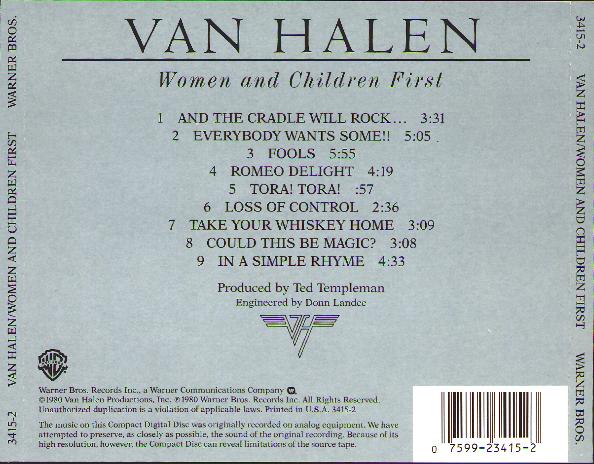 VAN HALEN
Women and Children First
1 AND THE CRADLE WILL ROCK... 3:31
2 EVERYBODY WANTS SOME!! 5:05
3 FOOLS 5:55
4 ROMEO DELIGHT 4:19
5 TORA! TORA! :57
6 LOSS OF CONTROL 2:36
7 TAKE YOUR WHISKEY HOME 3:09
8 COULD THIS BE MAGIC? 3:08
9 IN A SIMPLE RHYME 4:33
Produced by Ted Templeman
Engineered by Donn Landee
VH
Warner Bros. Records Inc., a Warner Communications Company
©1980 Van Halen Productions, Inc. ℗1980 Warner Bros. Records Inc. All Rights Reserved.
Unauthorized duplication is a violation of applicable laws. Printed in U.S.A. 3415-2
The music on this Compact Digital Disc was originally recorded on analog equipment. We have
attempted to preserve, as closely as possible, the sound of the original recording. Because of its
high resolution, however, the Compact Disc can reveal limitations of the source tape.
0 7599-23415-2
3415-2 VAN HALEN/WOMEN AND CHILDREN FIRST WARNER BROS.
3415-2 VAN HALEN/WOMEN AND CHILDREN FIRST WARNER BROS.